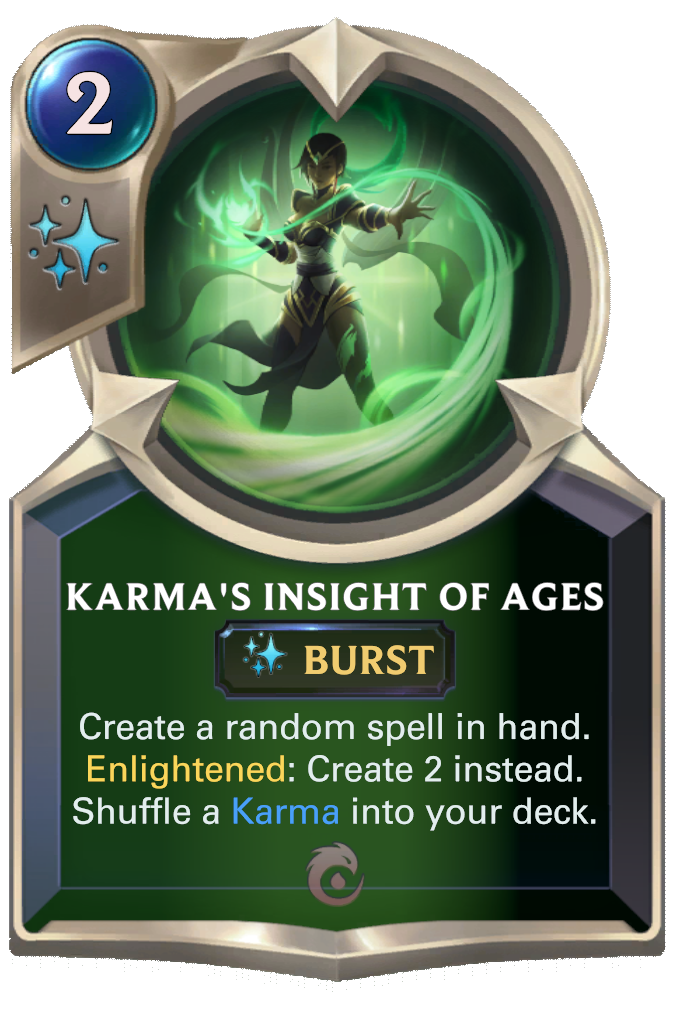 2
KARMA'S INSIGHT OF AGES
BURST
Create a random spell in hand.
Enlightened: Create 2 instead.
Shuffle a Karma into your deck.